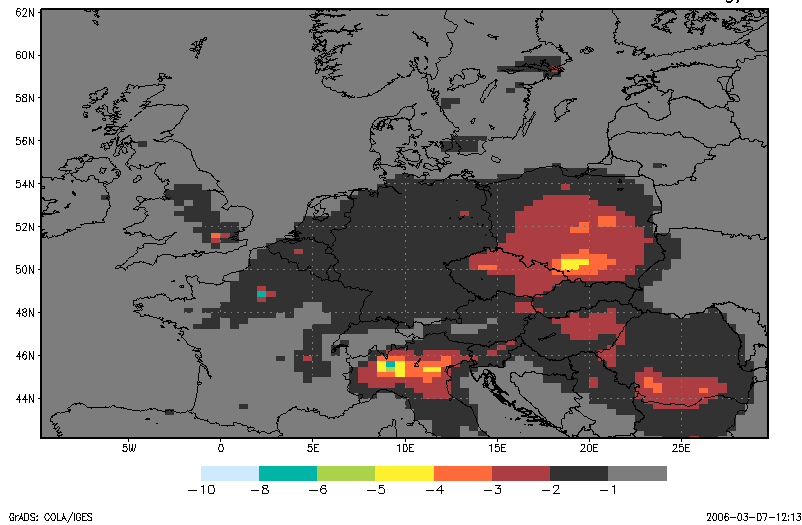 62N
60N
58N
56N
54N
52N
50N
48N
46N
44N
5W 0 5E 10E 15E 20E 25E
-10 -8 -6 -5 -4 -3 -2 -1
GrADS: COLA/IGES 2006-03-07-12:13